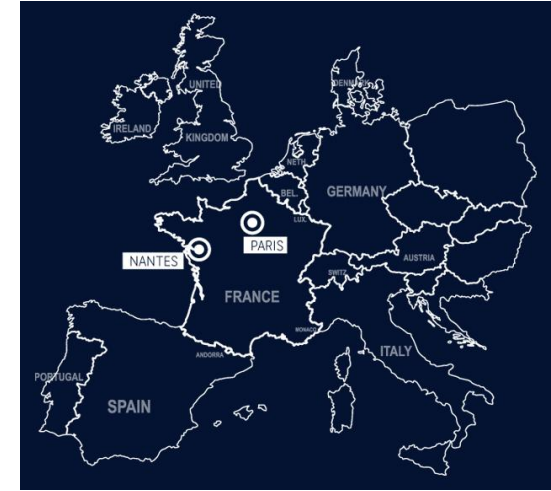 DENMARK
UNITED
KINGDOM
IRELAND
NETH.
BEL.
GERMANY
LUX.
PARIS
NANTES
AUSTRIA
SWITZ.
FRANCE
MONACO
ITALY
ANDORRA
PORTUGAL
SPAIN